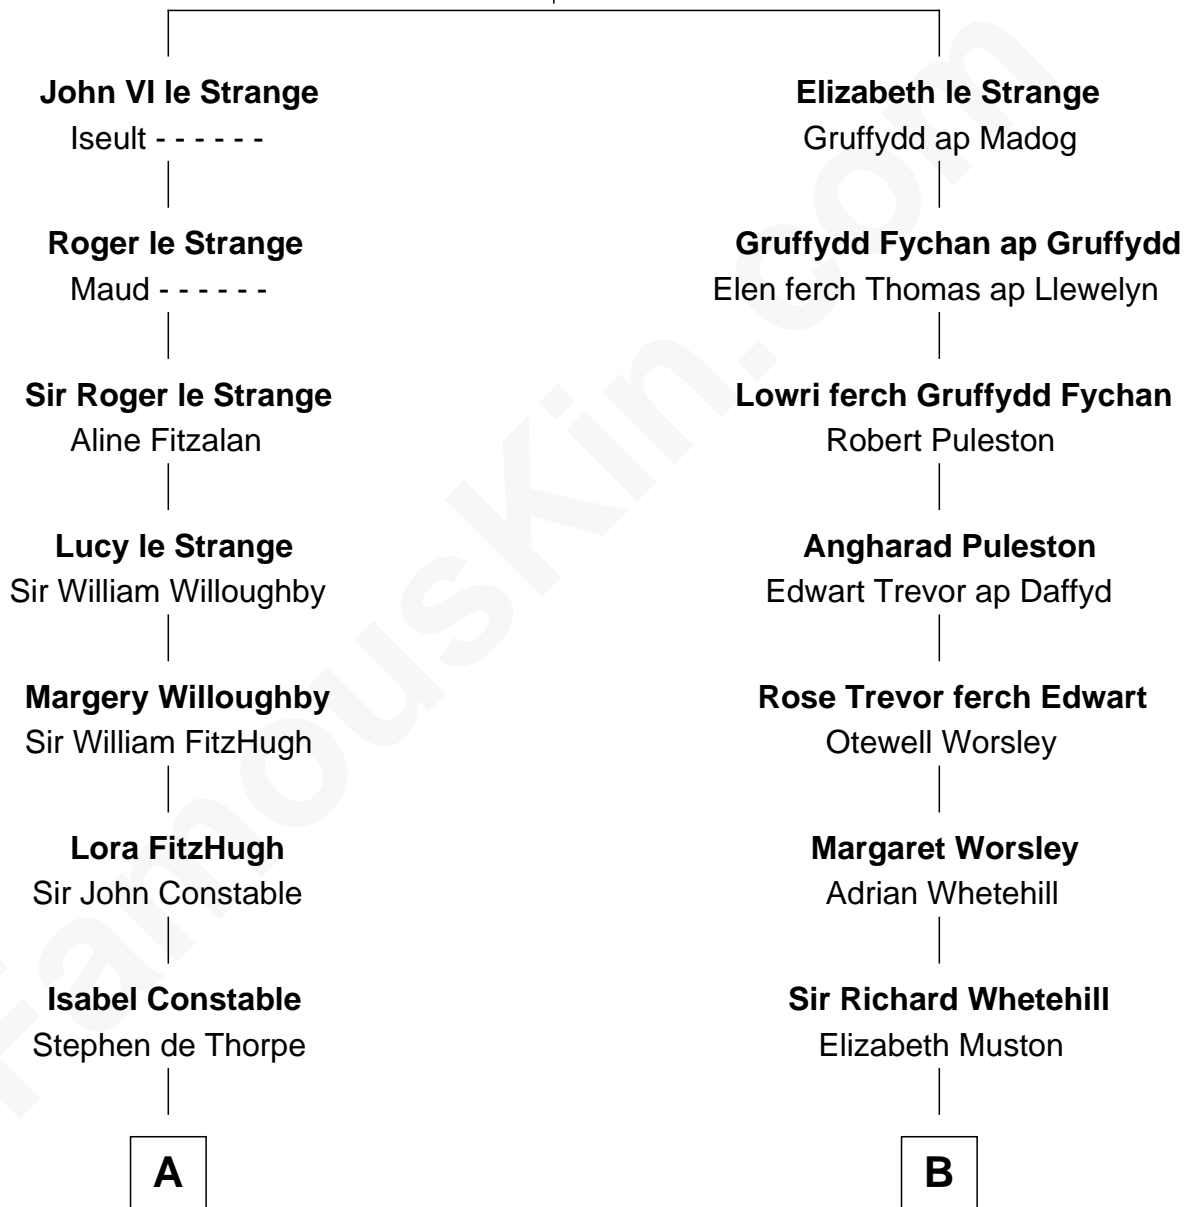 John VI le Strange
Iseult - - - - - -
Roger le Strange
Maud - - - - - -
Sir Roger le Strange
Aline Fitzalan
Lucy le Strange
Sir William Willoughby
Margery Willoughby
Sir William FitzHugh
Lora FitzHugh
Sir John Constable
Isabel Constable
Stephen de Thorpe
A
Elizabeth le Strange
Gruffydd ap Madog
Gruffydd Fychan ap Gruffydd
Elen ferch Thomas ap Llewelyn
Lowri ferch Gruffydd Fychan
Robert Puleston
Angharad Puleston
Edwart Trevor ap Daffyd
Rose Trevor ferch Edwart
Otewell Worsley
Margaret Worsley
Adrian Whetehill
Sir Richard Whetehill
Elizabeth Muston
B
FamousKin.com